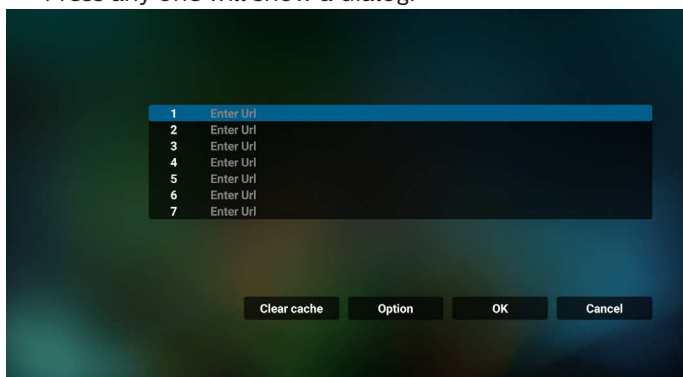 Press any one will show a dialog.
1 Enter Url
2 Enter Url
3 Enter Url
4 Enter Url
5 Enter Url
6 Enter Url
7 Enter Url
Clear cache Option OK Cancel